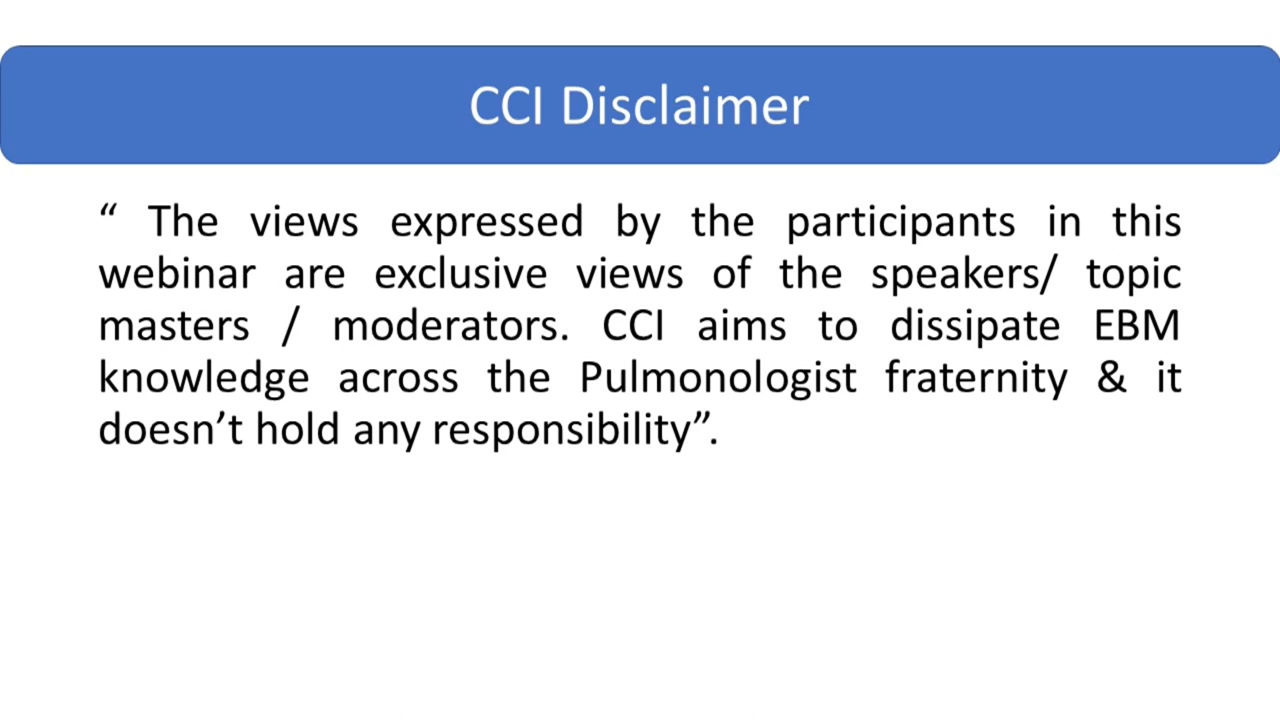 CCI Disclaimer
“ The views expressed by the participants in this
webinar are exclusive views of the speakers/ topic
masters / moderators. CCI aims to dissipate EBM
knowledge across the Pulmonologist fraternity & it
doesn’t hold any responsibility”.